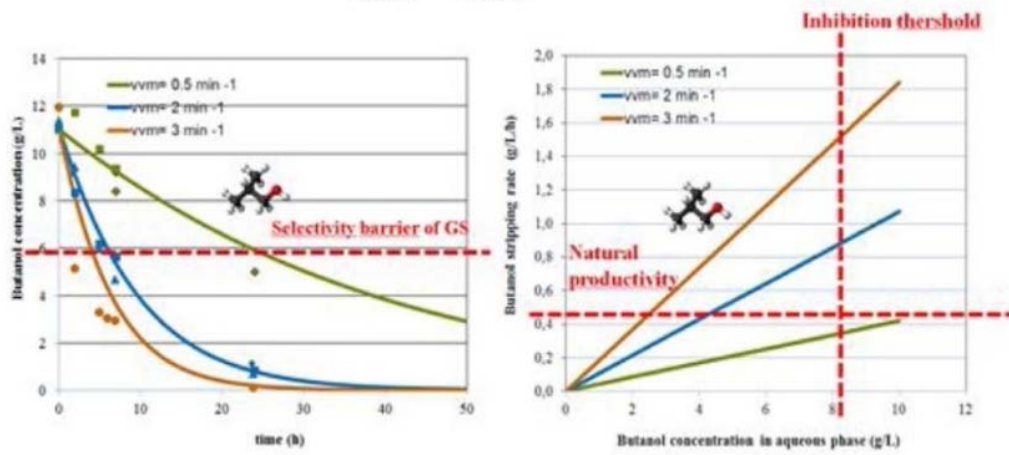 Butanol concentration (g/L)
14
12
10
8
6
4
2
0
vvm= 0.5 min -1
vvm= 2 min -1
vvm= 3 min -1
Selectivity barrier of GS
0
10
20
30
40
50
time (h)
Inhibition thershold
Butanol stripping rate (g/L/h)
2,0
1,8
1,6
1,4
1,2
1,0
0,8
0,6
0,4
0,2
0,0
vvm= 0.5 min -1
vvm= 2 min -1
vvm= 3 min -1
Natural
productivity
0
2
4
6
8
10
12
Butanol concentration in aqueous phase (g/L)